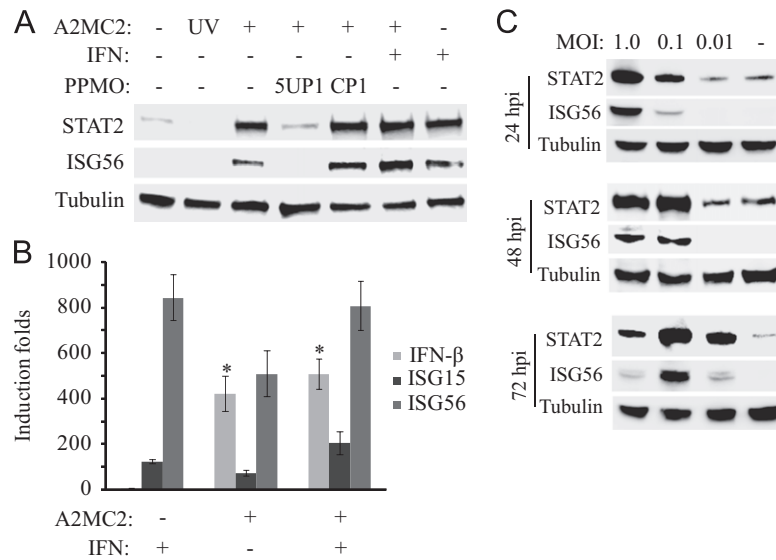 A
A2MC2: - UV + + + + -
IFN: - - - - - + +
PPMO: - - - 5UP1 CP1 - -
STAT2
ISG56
Tubulin
B
1000
800
600
400
200
0
Induction folds
* *
IFN-β
ISG15
ISG56
A2MC2: - + +
IFN: + - +
C
MOI: 1.0 0.1 0.01 -
24 hpi
STAT2
ISG56
Tubulin
48 hpi
STAT2
ISG56
Tubulin
72 hpi
STAT2
ISG56
Tubulin